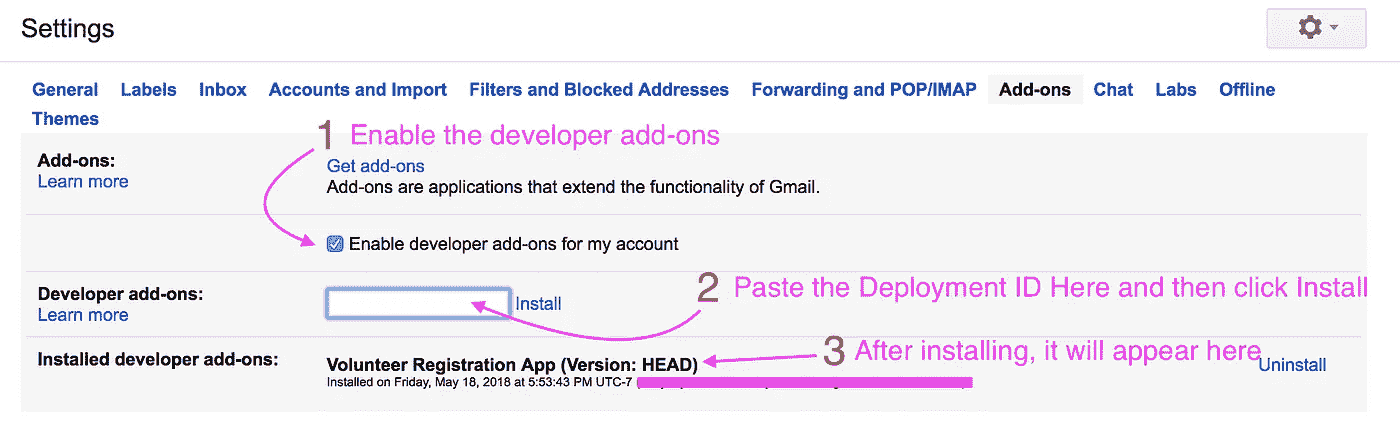 Settings
General Labels Inbox Accounts and Import Filters and Blocked Addresses Forwarding and POP/IMAP Add-ons Chat Labs Offline
Themes
1 Enable the developer add-ons
Add-ons:
Learn more
Get add-ons
Add-ons are applications that extend the functionality of Gmail.
Enable developer add-ons for my account
Developer add-ons:
Learn more
Install
2 Paste the Deployment ID Here and then click Install
Installed developer add-ons:
Volunteer Registration App (Version: HEAD)
Installed on Friday, May 18, 2018 at 5:53:43 PM UTC-7
3 After installing, it will appear here
Uninstall